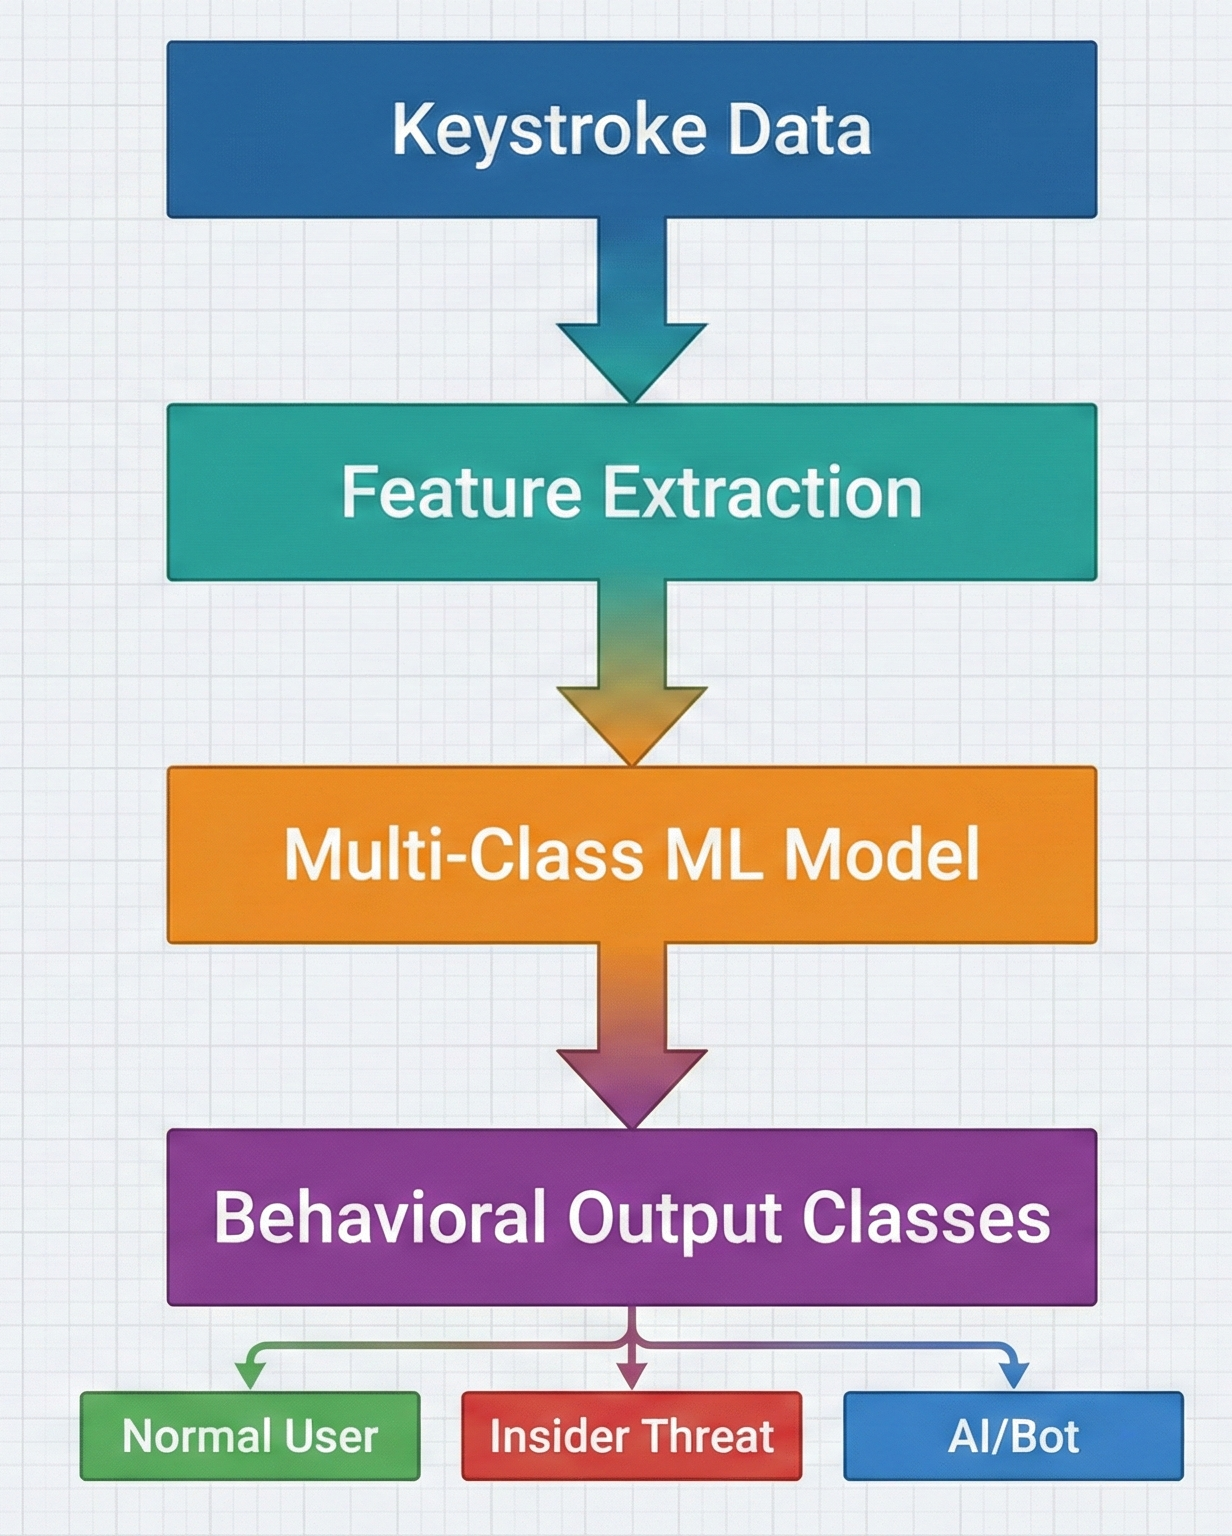 Keystroke Data
Feature Extraction
Multi-Class ML Model
Behavioral Output Classes
Normal User
Insider Threat
AI/Bot